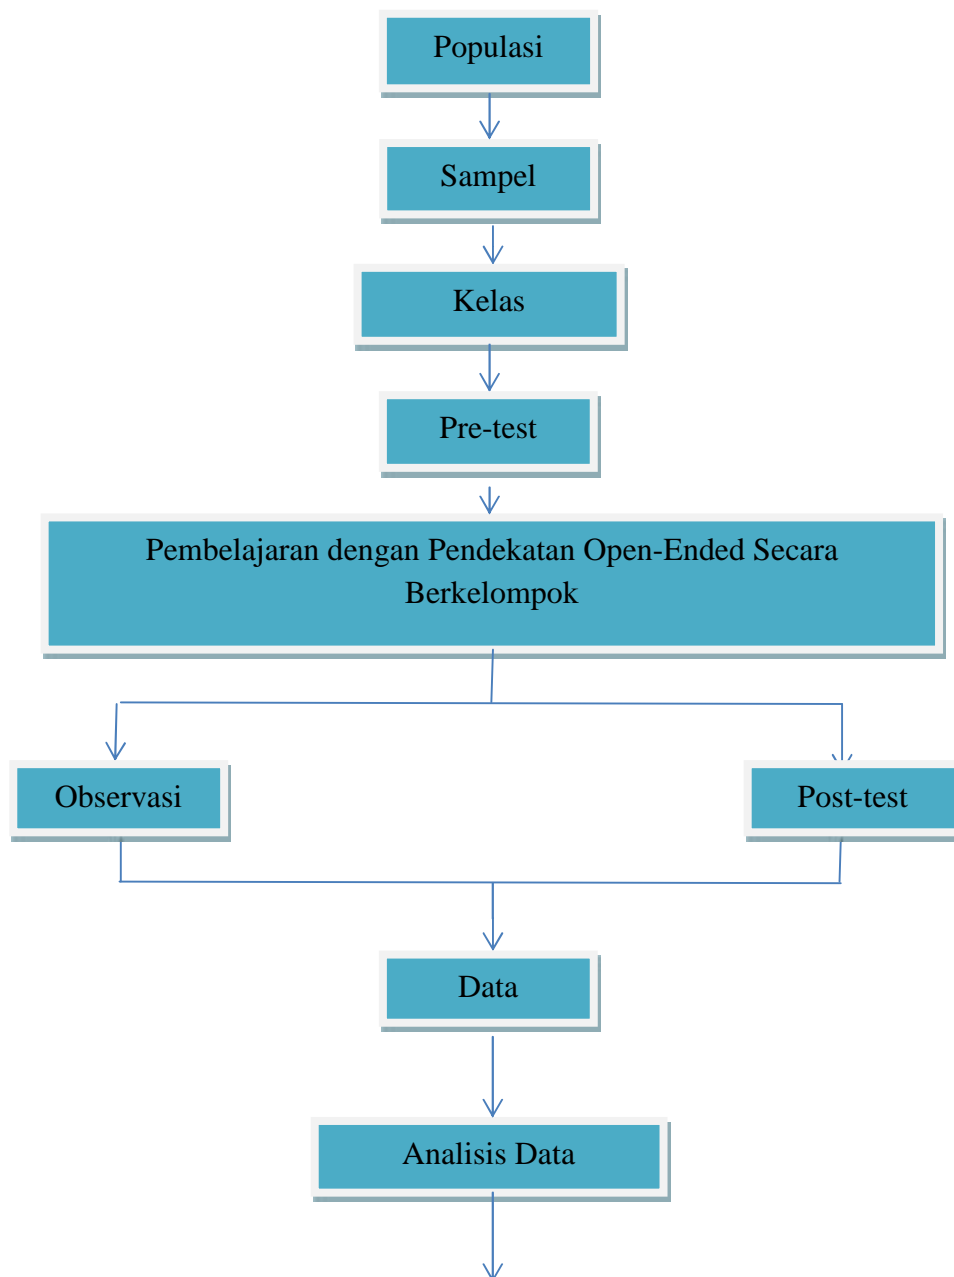 Populasi
Sampel
Kelas
Pre-test
Pembelajaran dengan Pendekatan Open-Ended Secara
Berkelompok
Observasi
Post-test
Data
Analisis Data